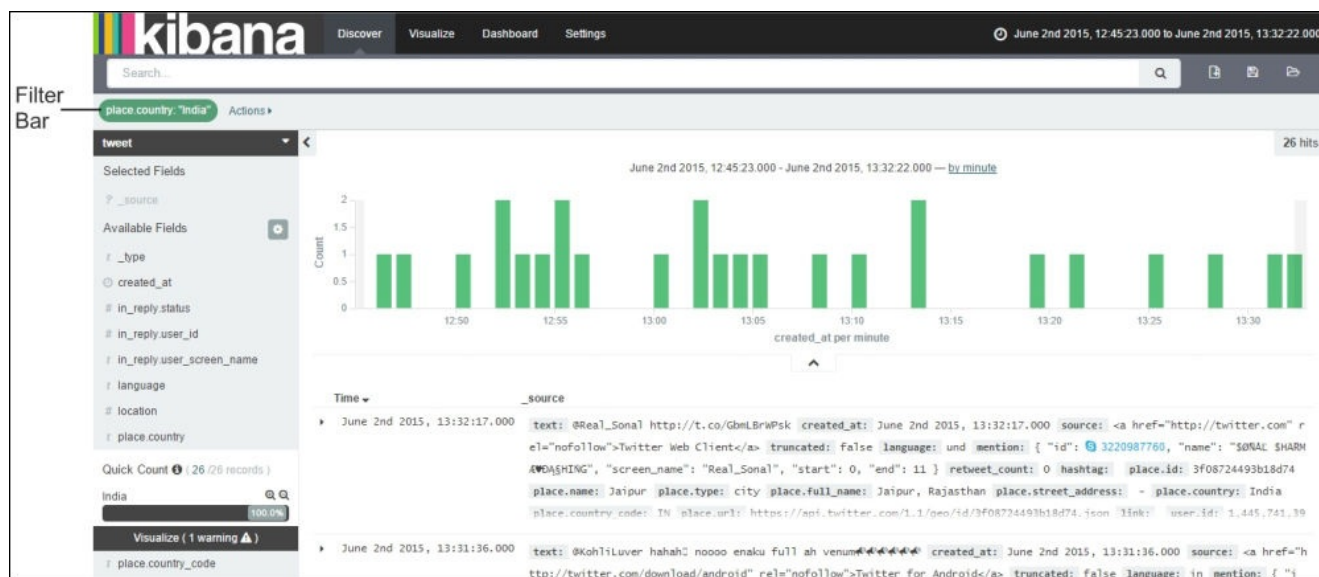 kibana
Discover Visualize Dashboard Settings June 2nd 2015, 12:45:23.000 to June 2nd 2015, 13:32:22.000
Search...
Filter
Bar
place.country: "India" Actions
tweet
26 hits
Selected Fields
June 2nd 2015, 12:45:23.000 - June 2nd 2015, 13:32:22.000 — by minute
? _source
Available Fields
t _type
created_at
# in_reply.status
# in_reply.user_id
t in_reply.user_screen_name
t language
# location
t place.country
Quick Count ( 26 /26 records )
India
100.0%
Visualize ( 1 warning )
t place.country_code
Count
2
1.5
1
0.5
0
12:50 12:55 13:00 13:05 13:10 13:15 13:20 13:25 13:30
created_at per minute
Time _source
June 2nd 2015, 13:32:17.000 text: @Real_Sonal http://t.co/GbmLBrWPsk created_at: June 2nd 2015, 13:32:17.000 source: <a href="http://twitter.com" r
el="nofollow">Twitter Web Client</a> truncated: false language: und mention: { "id": 3220987760, "name":
"screen_name": "Real_Sonal", "start": 0, "end": 11 } retweet_count: 0 hashtag: place.id: 3f08724493b18d74
place.name: Jaipur place.type: city place.full_name: Jaipur, Rajasthan place.street_address: - place.country: India
place.country_code: IN place.url: https://api.twitter.com/1.1/geo/id/3f08724493b18d74.json link: user.id: 1,445,741,39
June 2nd 2015, 13:31:36.000 text: @KohliLuver hahah noooo enaku full ah venum created_at: June 2nd 2015, 13:31:36.000 source: <a href="h
ttp://twitter.com/download/android" rel="nofollow">Twitter for Android</a> truncated: false language: in mention: { "i